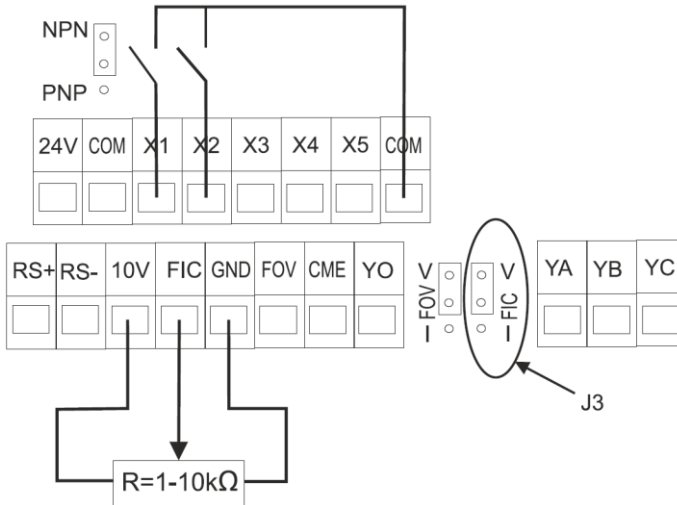 NPN
PNP
24V COM X1 X2 X3 X4 X5 COM
RS+ RS- 10V FIC GND FOV CME YO
I FOV V
I FIC V
YA YB YC
J3
R=1-10kΩ